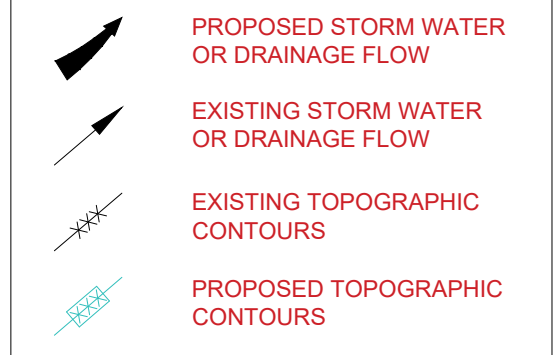 PROPOSED STORM WATER
OR DRAINAGE FLOW
EXISTING STORM WATER
OR DRAINAGE FLOW
EXISTING TOPOGRAPHIC
CONTOURS
PROPOSED TOPOGRAPHIC
CONTOURS